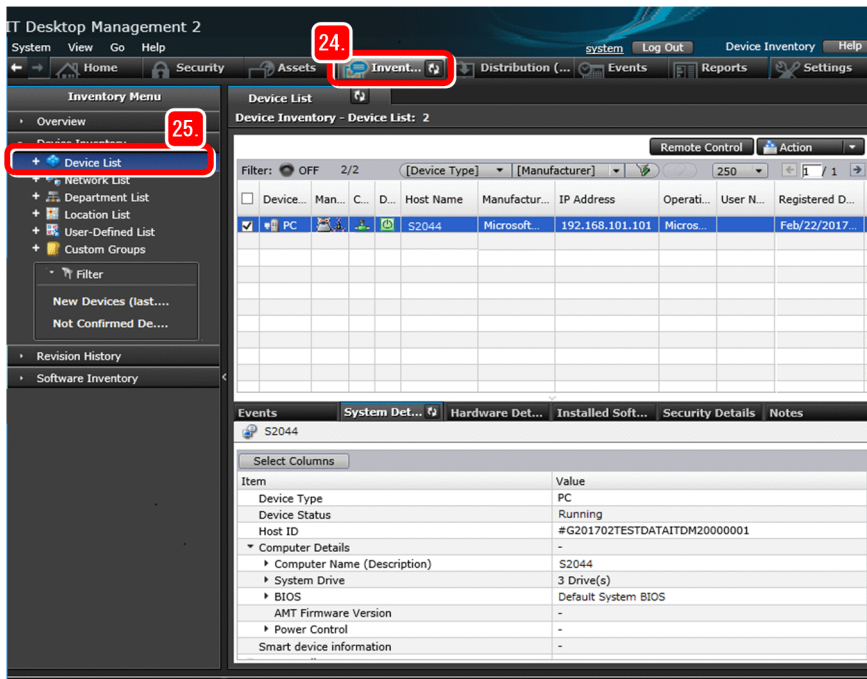 IT Desktop Management 2
System View Go Help
system Log Out Device Inventory Help
24.
Home Security Assets Invent... Distribution (... Events Reports Settings
Inventory Menu
Overview
25.
Device Inventory
Device List
Network List
Department List
Location List
User-Defined List
Custom Groups
Filter
New Devices (last....
Not Confirmed De....
Revision History
Software Inventory
Device List
Device Inventory - Device List: 2
Remote Control Action
Filter: OFF 2/2 [Device Type] [Manufacturer] 250 1 / 1
Device... Man... C... D... Host Name Manufactur... IP Address Operati... User N... Registered D...
PC S2044 Microsoft... 192.168.101.101 Micros... Feb/22/2017...
Events System Det... Hardware Det... Installed Soft... Security Details Notes
S2044
Select Columns
Item Value
Device Type PC
Device Status Running
Host ID #G201702TESTDATAITDM20000001
Computer Details -
Computer Name (Description) S2044
System Drive 3 Drive(s)
BIOS Default System BIOS
AMT Firmware Version -
Power Control -
Smart device information -